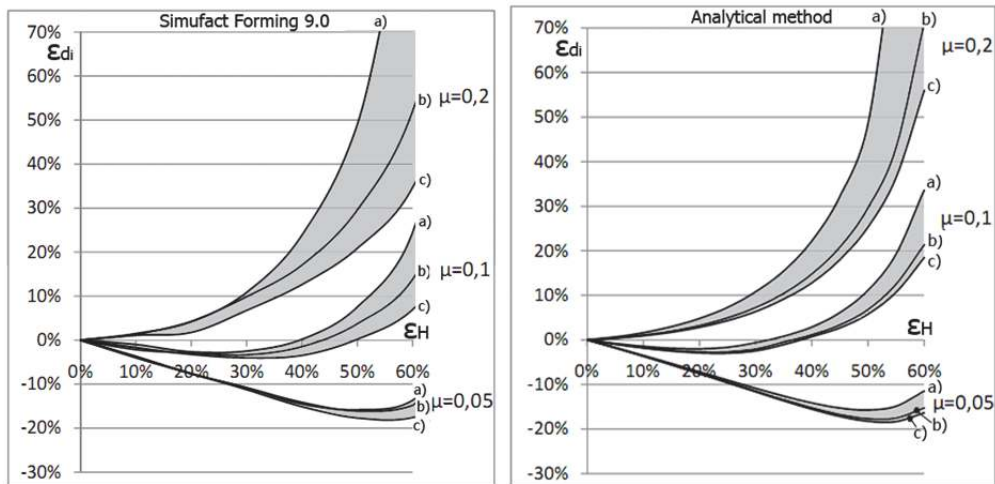 Simufact Forming 9.0
70%
60%
50%
40%
30%
20%
10%
0%
-10%
-20%
-30%
εdi
a)
b) μ=0,2
c)
a)
b)
μ=0,1
c)
εH
0% 10% 20% 30% 40% 50% 60%
a)
b) μ=0,05
c)
Analytical method
70%
60%
50%
40%
30%
20%
10%
0%
-10%
-20%
-30%
εdi
a)
b)
μ=0,2
c)
a)
μ=0,1
b)
c)
εH
0% 10% 20% 30% 40% 50% 60%
a)
μ=0,05
b)
c)